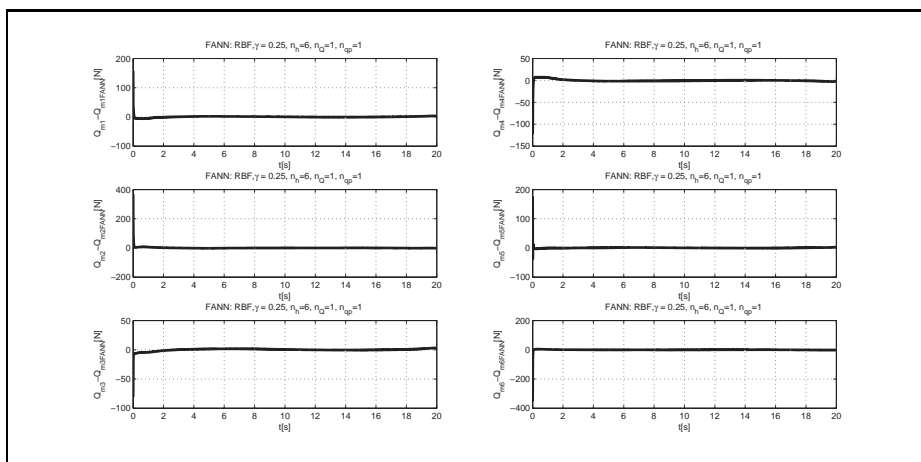 FANN: RBF,γ = 0.25, n_h=6, n_Q=1, n_qp=1
Q_m1−Q_m1FANN[N]
200
100
0
−100
0 2 4 6 8 10 12 14 16 18 20
t[s]
FANN: RBF,γ = 0.25, n_h=6, n_Q=1, n_qp=1
Q_m4−Q_m4FANN[N]
50
0
−50
−100
−150
0 2 4 6 8 10 12 14 16 18 20
t[s]
FANN: RBF,γ = 0.25, n_h=6, n_Q=1, n_qp=1
Q_m2−Q_m2FANN[N]
400
200
0
−200
0 2 4 6 8 10 12 14 16 18 20
t[s]
FANN: RBF,γ = 0.25, n_h=6, n_Q=1, n_qp=1
Q_m5−Q_m5FANN[N]
200
100
0
−100
0 2 4 6 8 10 12 14 16 18 20
t[s]
FANN: RBF,γ = 0.25, n_h=6, n_Q=1, n_qp=1
Q_m3−Q_m3FANN[N]
50
0
−50
−100
0 2 4 6 8 10 12 14 16 18 20
t[s]
FANN: RBF,γ = 0.25, n_h=6, n_Q=1, n_qp=1
Q_m6−Q_m6FANN[N]
200
0
−200
−400
0 2 4 6 8 10 12 14 16 18 20
t[s]